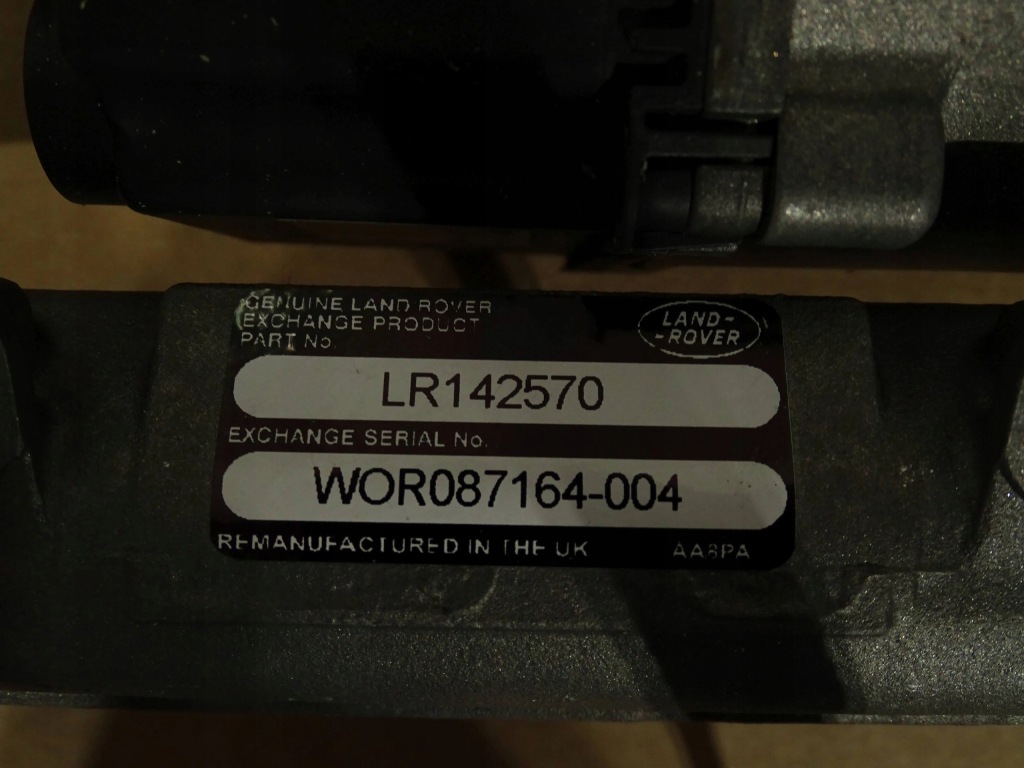 GENUINE LAND ROVER
EXCHANGE PRODUCT
PART No.
LAND-
-ROVER
LR142570
EXCHANGE SERIAL No.
WOR087164-004
REMANUFACTURED IN THE UK
AA8PA